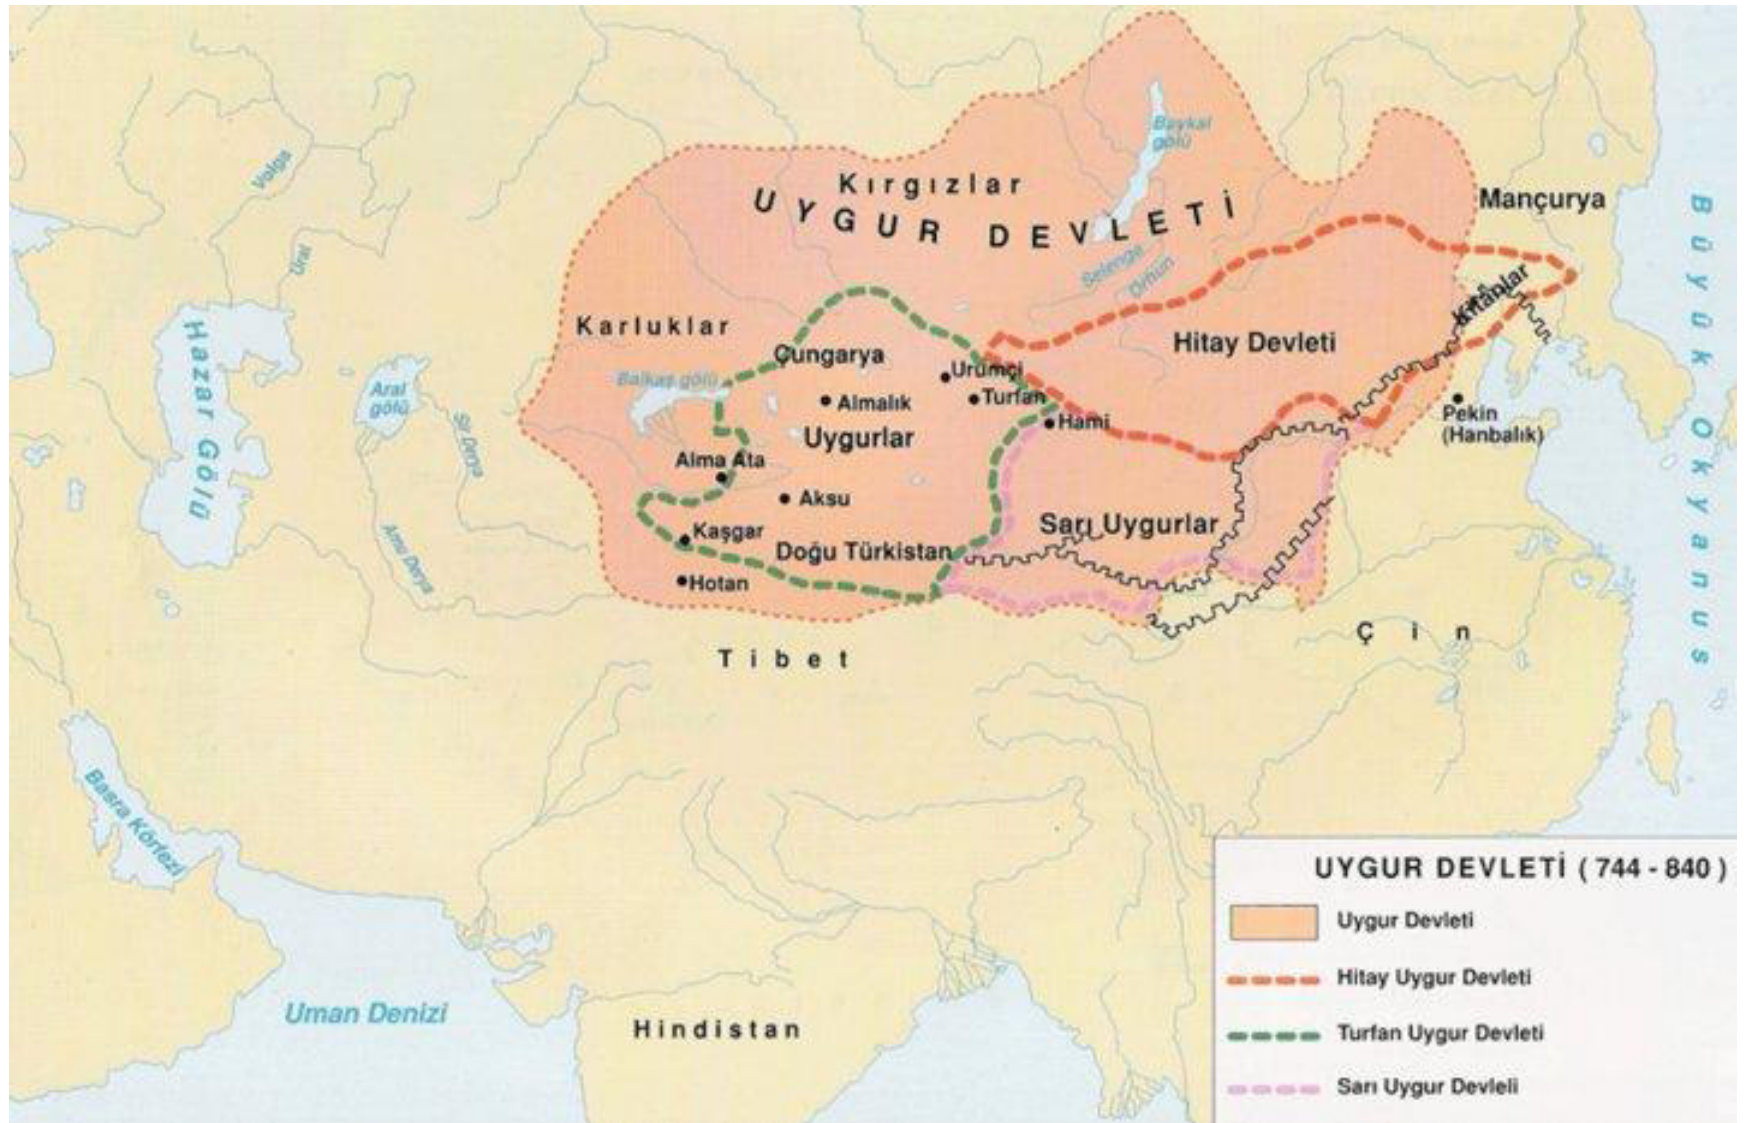 Baykal
gölü
Kırgızlar
UYGUR DEVLETİ
Mançurya
Büyük Okyanus
Volga
Ural
Selenga
Orhun
Kitanlar
Hazar Gölü
Karluklar
Çungarya
Hitay Devleti
Aral
gölü
Balkaş gölü
Urumçi
Turfan
Almalık
Hami
Pekin
(Hanbalık)
Sir Derya
Uygurlar
Alma Ata
Aksu
Sarı Uygurlar
Kaşgar
Doğu Türkistan
Amu Derya
Hotan
Çin
Tibet
Basra Körfezi
Uman Denizi
Hindistan
UYGUR DEVLETİ ( 744 - 840 )
Uygur Devleti
Hitay Uygur Devleti
Turfan Uygur Devleti
Sarı Uygur Devleli